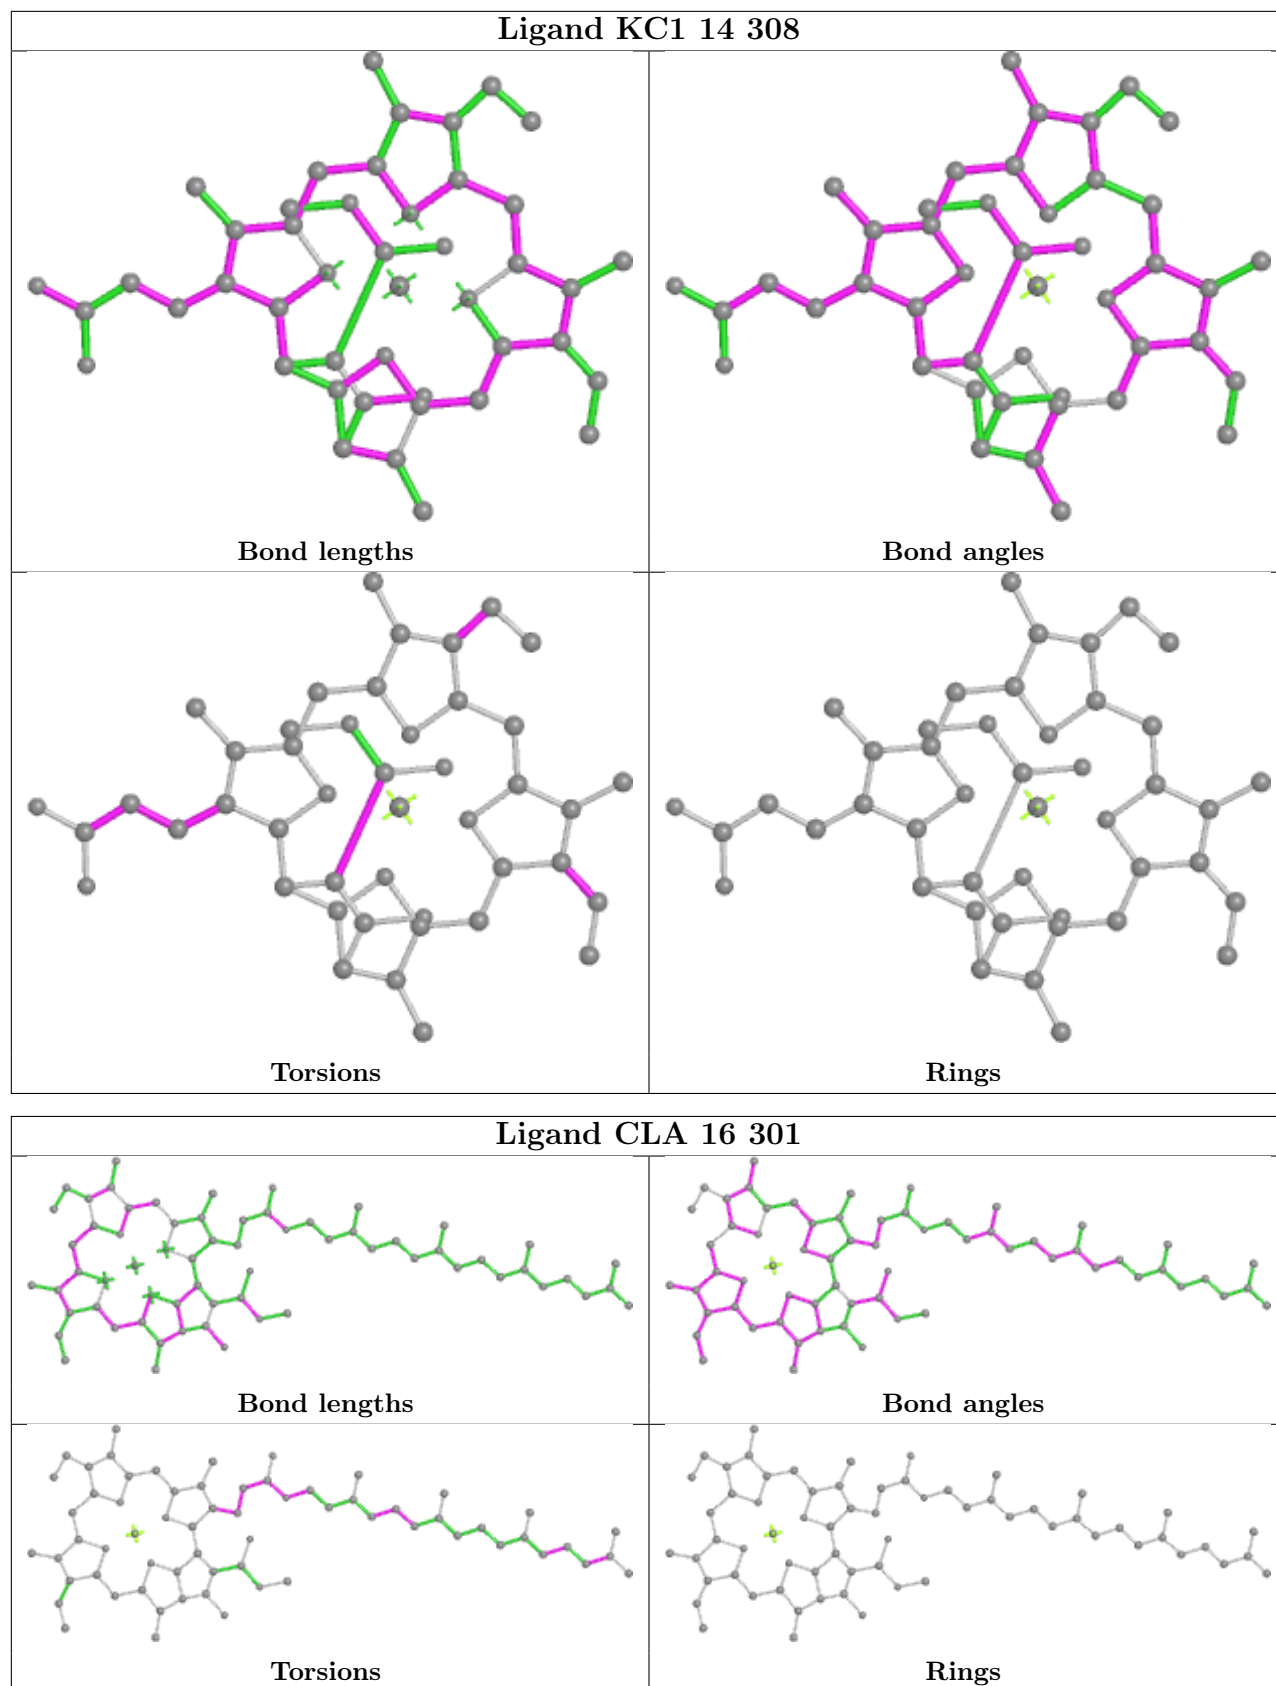 Ligand KC1 14 308
Bond lengths
Bond angles
Torsions
Rings
Ligand CLA 16 301
Bond lengths
Bond angles
Torsions
Rings